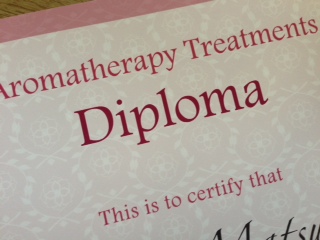 Aromatherapy Treatments
Diploma
This is to certify that